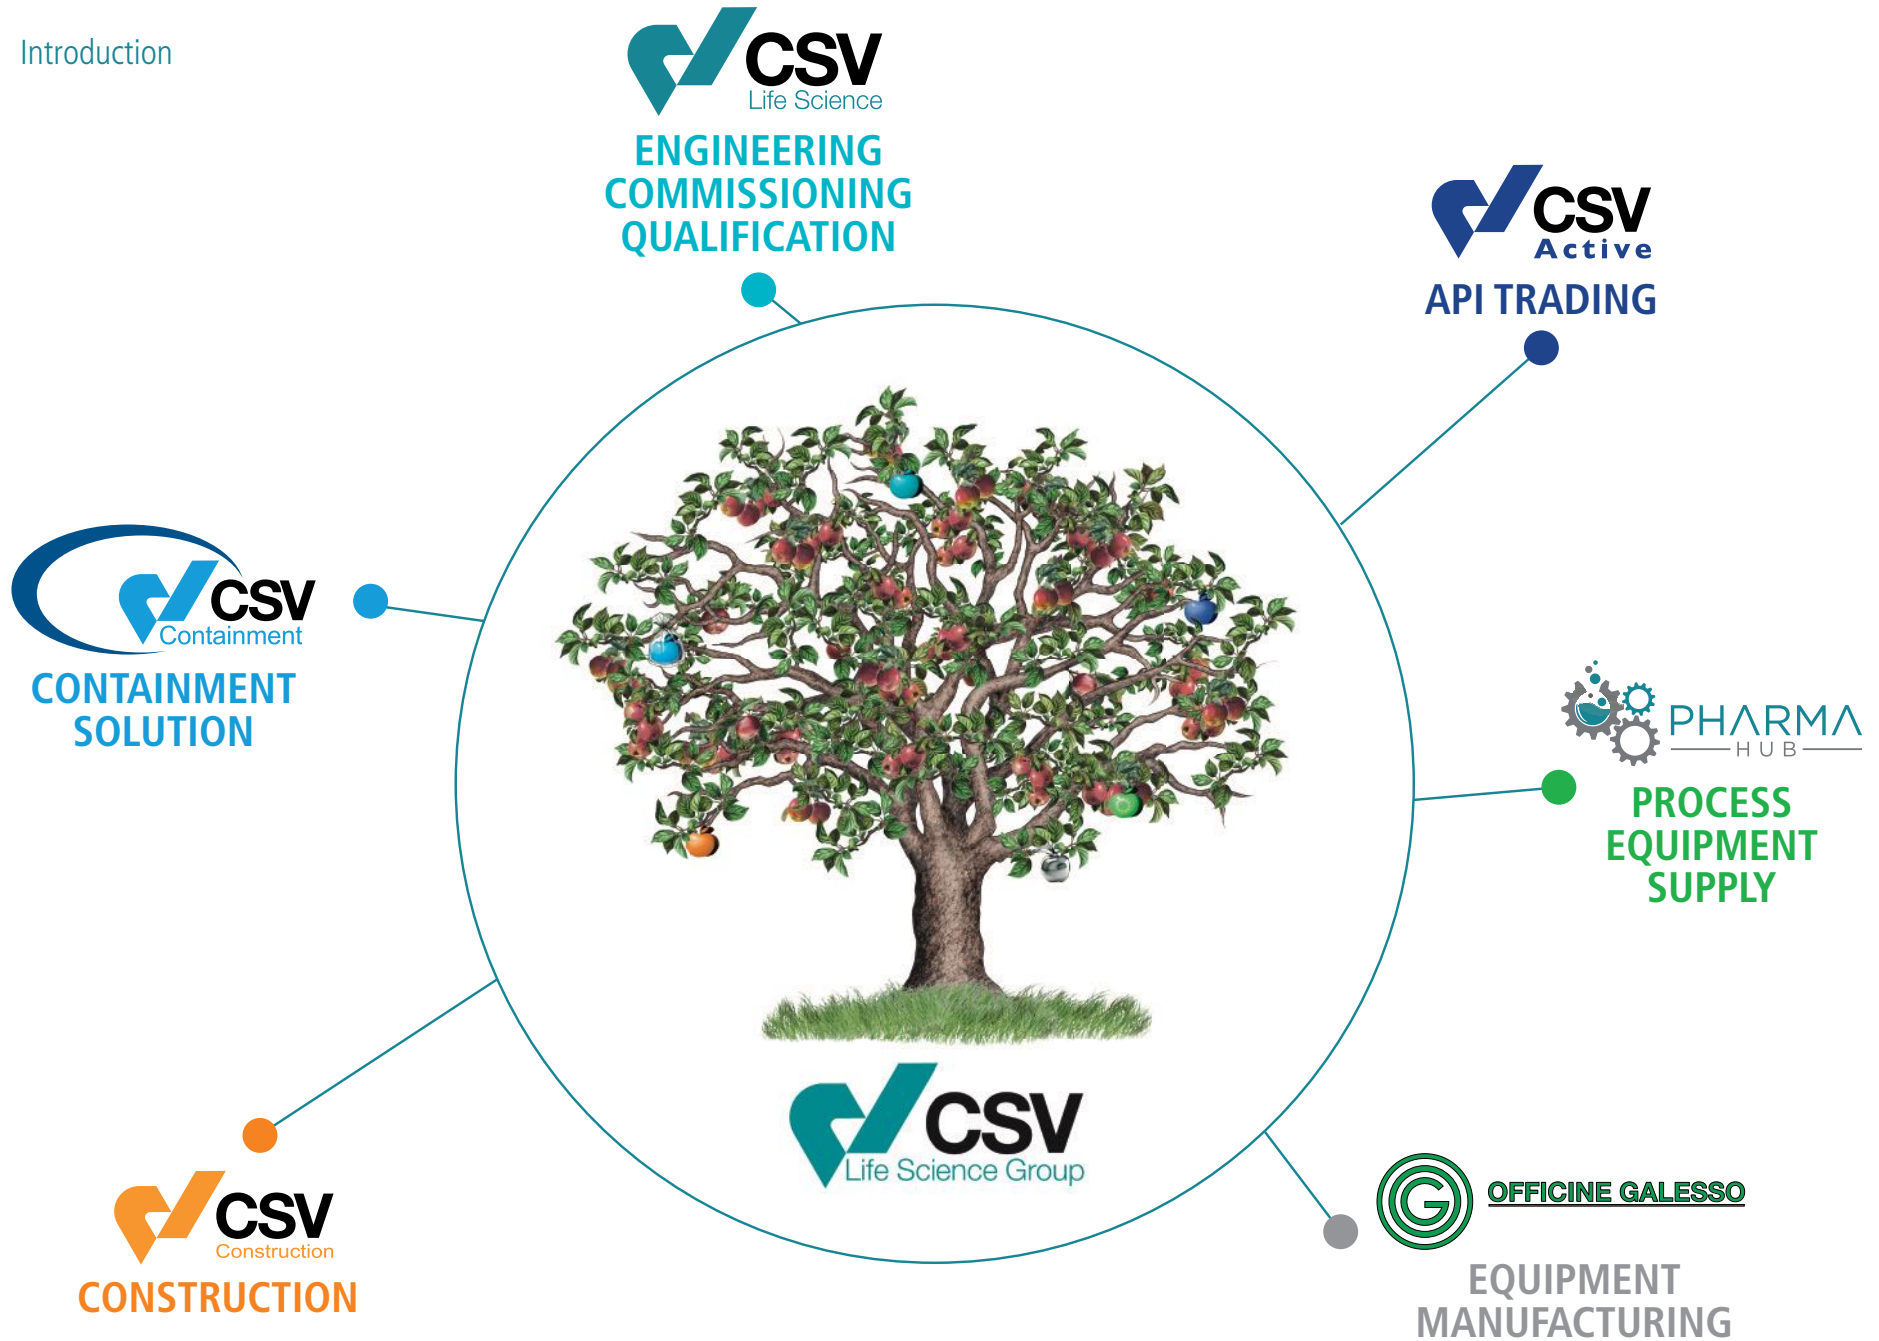 Introduction
CSV
Life Science
ENGINEERING
COMMISSIONING
QUALIFICATION
CSV
Active
API TRADING
CSV
Containment
CONTAINMENT
SOLUTION
PHARMA
HUB
PROCESS
EQUIPMENT
SUPPLY
CSV
Life Science Group
CSV
Construction
CONSTRUCTION
OFFICINE GALESSO
EQUIPMENT
MANUFACTURING